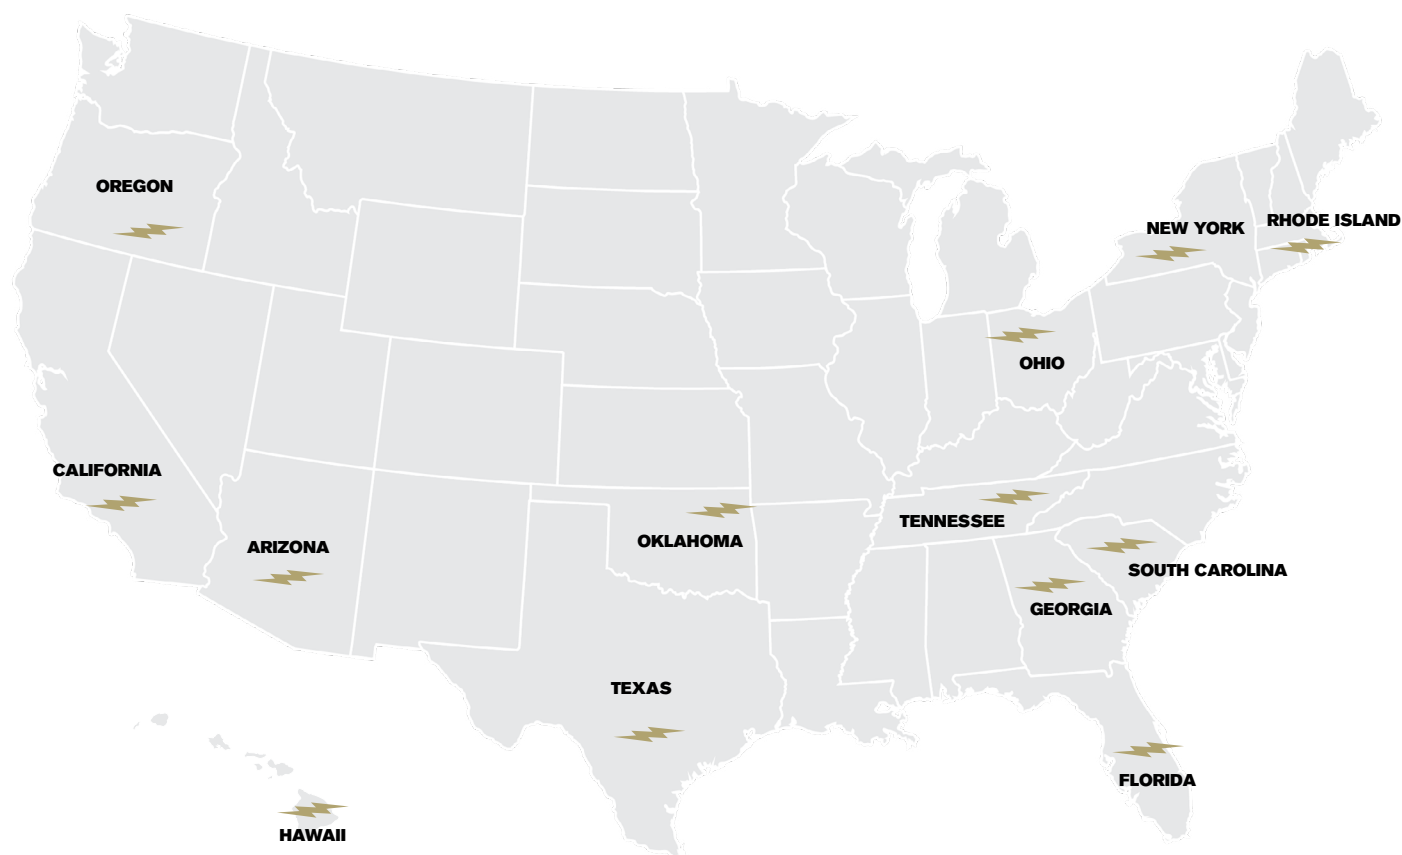 OREGON
RHODE ISLAND
NEW YORK
OHIO
CALIFORNIA
TENNESSEE
OKLAHOMA
ARIZONA
SOUTH CAROLINA
GEORGIA
TEXAS
FLORIDA
HAWAII